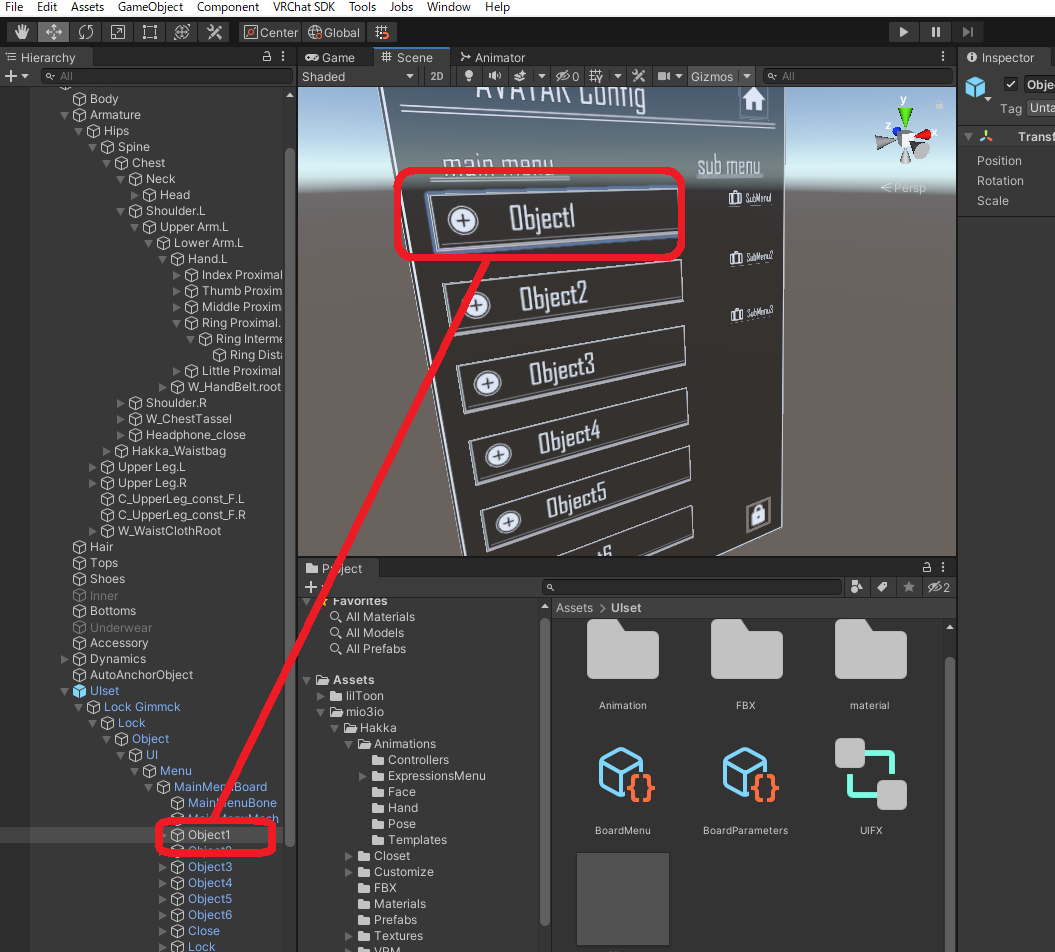 File Edit Assets GameObject Component VRChat SDK Tools Jobs Window Help
Center Global
Hierarchy
All
Body
Armature
Hips
Spine
Chest
Neck
Head
Shoulder.L
Upper Arm.L
Lower Arm.L
Hand.L
Index Proximal
Thumb Proxim
Middle Proxim
Ring Proximal.
Ring Interme
Ring Dista
Little Proximal
W_HandBelt.root
Shoulder.R
W_ChestTassel
Headphone_close
Hakka_Waistbag
Upper Leg.L
Upper Leg.R
C_UpperLeg_const_F.L
C_UpperLeg_const_F.R
W_WaistClothRoot
Hair
Tops
Shoes
Inner
Bottoms
Underwear
Accessory
Dynamics
AutoAnchorObject
UIset
Lock Gimmck
Lock
Object
UI
Menu
MainMenuBoard
MainMenuBone
MainMenuMesh
Object1
Object2
Object3
Object4
Object5
Object6
Close
Lock
Game Scene Animator
Shaded 2D 0 Gizmos All
AVATAR Config
main menu
sub menu
Object1
Object2
Object3
Object4
Object5
SubMenu1
SubMenu2
SubMenu3
y
x
z
Persp
Project
2
Favorites
All Materials
All Models
All Prefabs
Assets
lilToon
mio3io
Hakka
Animations
Controllers
ExpressionsMenu
Face
Hand
Pose
Templates
Closet
Customize
FBX
Materials
Prefabs
Textures
VRM
Assets > UIset
Animation FBX material
BoardMenu BoardParameters UIFX
Inspector
Objec
Tag Unta
Transf
Position
Rotation
Scale